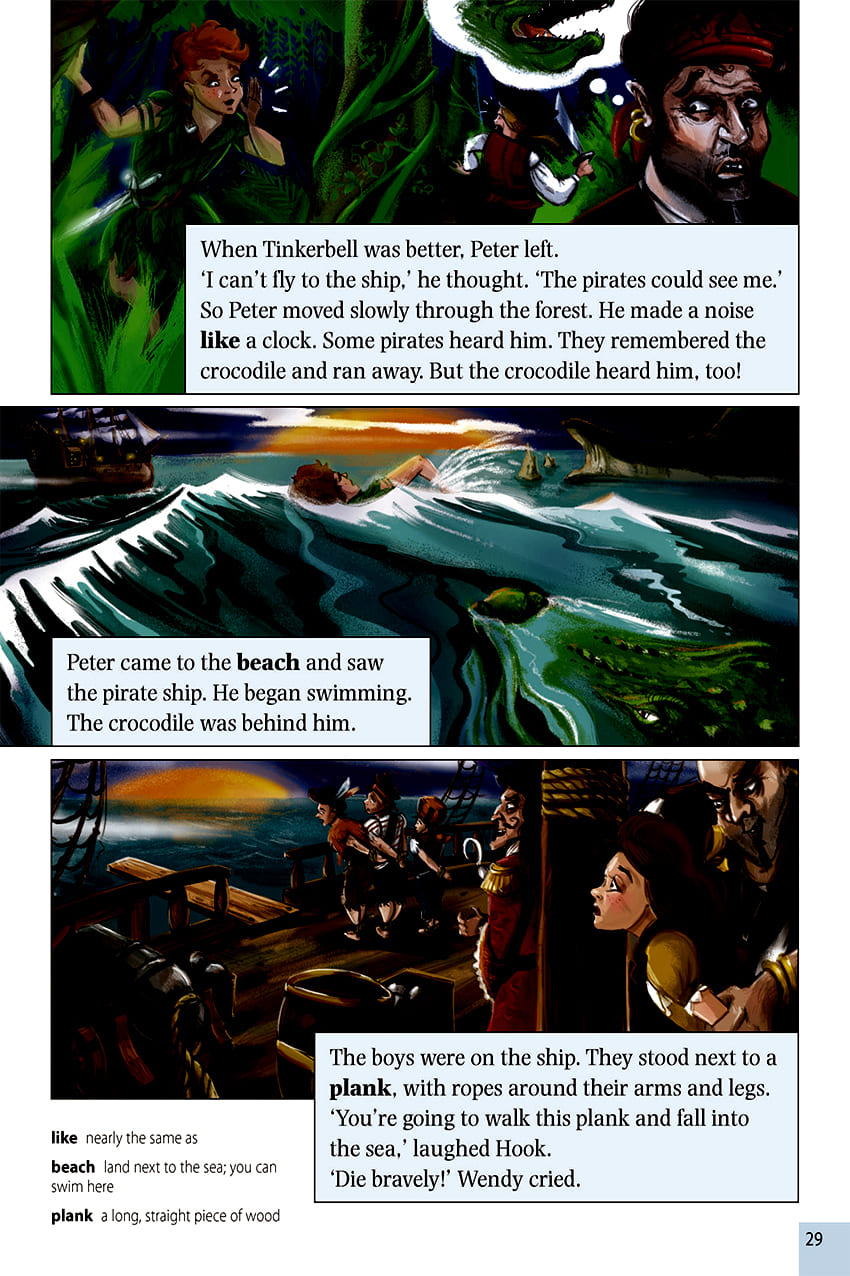 When Tinkerbell was better, Peter left.
‘I can’t fly to the ship,’ he thought. ‘The pirates could see me.’
So Peter moved slowly through the forest. He made a noise
like a clock. Some pirates heard him. They remembered the
crocodile and ran away. But the crocodile heard him, too!
Peter came to the beach and saw
the pirate ship. He began swimming.
The crocodile was behind him.
The boys were on the ship. They stood next to a
plank, with ropes around their arms and legs.
‘You’re going to walk this plank and fall into
the sea,’ laughed Hook.
‘Die bravely!’ Wendy cried.
like nearly the same as
beach land next to the sea; you can
swim here
plank a long, straight piece of wood
29